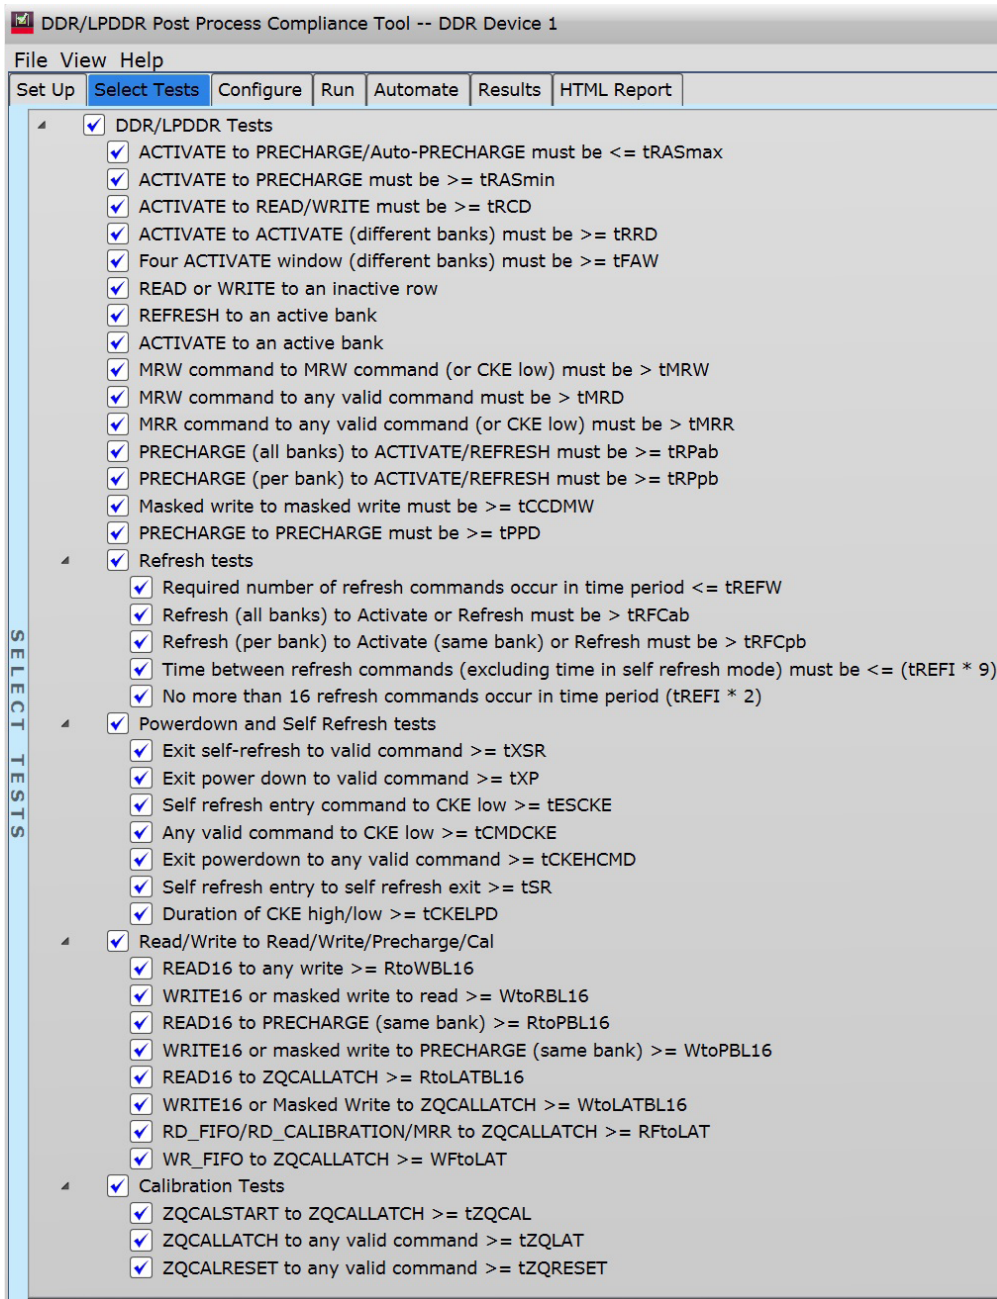 DDR/LPDDR Post Process Compliance Tool -- DDR Device 1
File View Help
Set Up Select Tests Configure Run Automate Results HTML Report
DDR/LPDDR Tests
ACTIVATE to PRECHARGE/Auto-PRECHARGE must be <= tRASmax
ACTIVATE to PRECHARGE must be >= tRASmin
ACTIVATE to READ/WRITE must be >= tRCD
ACTIVATE to ACTIVATE (different banks) must be >= tRRD
Four ACTIVATE window (different banks) must be >= tFAW
READ or WRITE to an inactive row
REFRESH to an active bank
ACTIVATE to an active bank
MRW command to MRW command (or CKE low) must be > tMRW
MRW command to any valid command must be > tMRD
MRR command to any valid command (or CKE low) must be > tMRR
PRECHARGE (all banks) to ACTIVATE/REFRESH must be >= tRPab
PRECHARGE (per bank) to ACTIVATE/REFRESH must be >= tRPpb
Masked write to masked write must be >= tCCDMW
PRECHARGE to PRECHARGE must be >= tPPD
Refresh tests
Required number of refresh commands occur in time period <= tREFW
Refresh (all banks) to Activate or Refresh must be > tRFCab
Refresh (per bank) to Activate (same bank) or Refresh must be > tRFCpb
Time between refresh commands (excluding time in self refresh mode) must be <= (tREFI * 9)
No more than 16 refresh commands occur in time period (tREFI * 2)
Powerdown and Self Refresh tests
Exit self-refresh to valid command >= tXSR
Exit power down to valid command >= tXP
Self refresh entry command to CKE low >= tESCKE
Any valid command to CKE low >= tCMDCKE
Exit powerdown to any valid command >= tCKEHCMD
Self refresh entry to self refresh exit >= tSR
Duration of CKE high/low >= tCKELPD
Read/Write to Read/Write/Precharge/Cal
READ16 to any write >= RtoWBL16
WRITE16 or masked write to read >= WtoRBL16
READ16 to PRECHARGE (same bank) >= RtoPBL16
WRITE16 or masked write to PRECHARGE (same bank) >= WtoPBL16
READ16 to ZQCALLATCH >= RtoLATBL16
WRITE16 or Masked Write to ZQCALLATCH >= WtoLATBL16
RD_FIFO/RD_CALIBRATION/MRR to ZQCALLATCH >= RFtoLAT
WR_FIFO to ZQCALLATCH >= WFtoLAT
Calibration Tests
ZQCALSTART to ZQCALLATCH >= tZQCAL
ZQCALLATCH to any valid command >= tZQLAT
ZQCALRESET to any valid command >= tZQRESET
SELECT TESTS